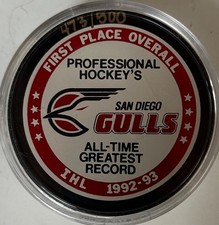 473/500
FIRST PLACE OVERALL
PROFESSIONAL
HOCKEY'S
SAN DIEGO
GULLS
ALL-TIME
GREATEST
RECORD
IHL 1992-93